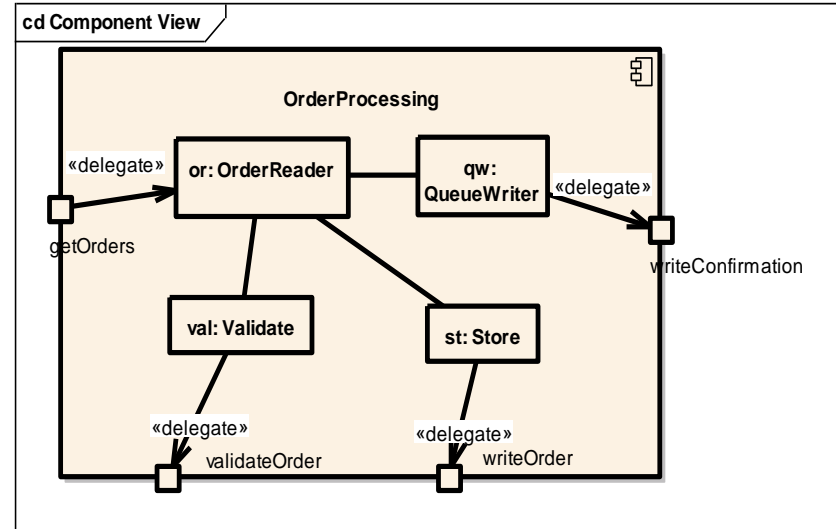 cd Component View
OrderProcessing
«delegate»
or: OrderReader
qw:
QueueWriter
«delegate»
getOrders
writeConfirmation
val: Validate
st: Store
«delegate»
«delegate»
validateOrder
writeOrder